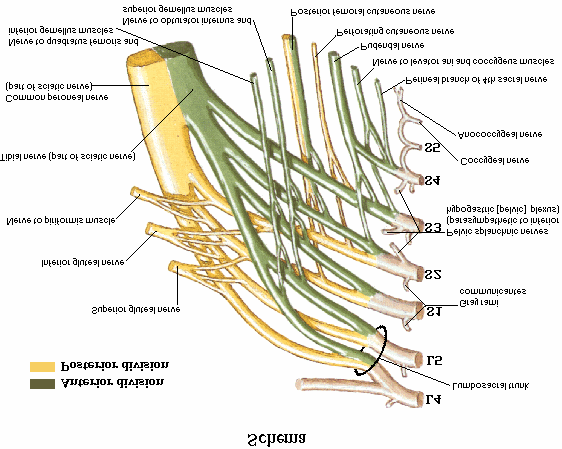 Schema
L4
Lumbosacral trunk
Anterior division
Posterior division
L5
S1
Gray rami
communicantes
Superior gluteal nerve
S2
Inferior gluteal nerve
Pelvic splanchnic nerves
(parasympathetic to inferior
hypogastric [pelvic] plexus)
S3
Nerve to piriformis muscle
S4
Tibial nerve (part of sciatic nerve)
Coccygeal nerve
S5
Anococcygeal nerve
Common peroneal nerve
(part of sciatic nerve)
Perineal branch of 4th sacral nerve
Nerve to levator ani and coccygeus muscles
Pudendal nerve
Nerve to quadratus femoris and
inferior gemellus muscles
Perforating cutaneous nerve
Nerve to obturator internus and
superior gemellus muscles
Posterior femoral cutaneous nerve